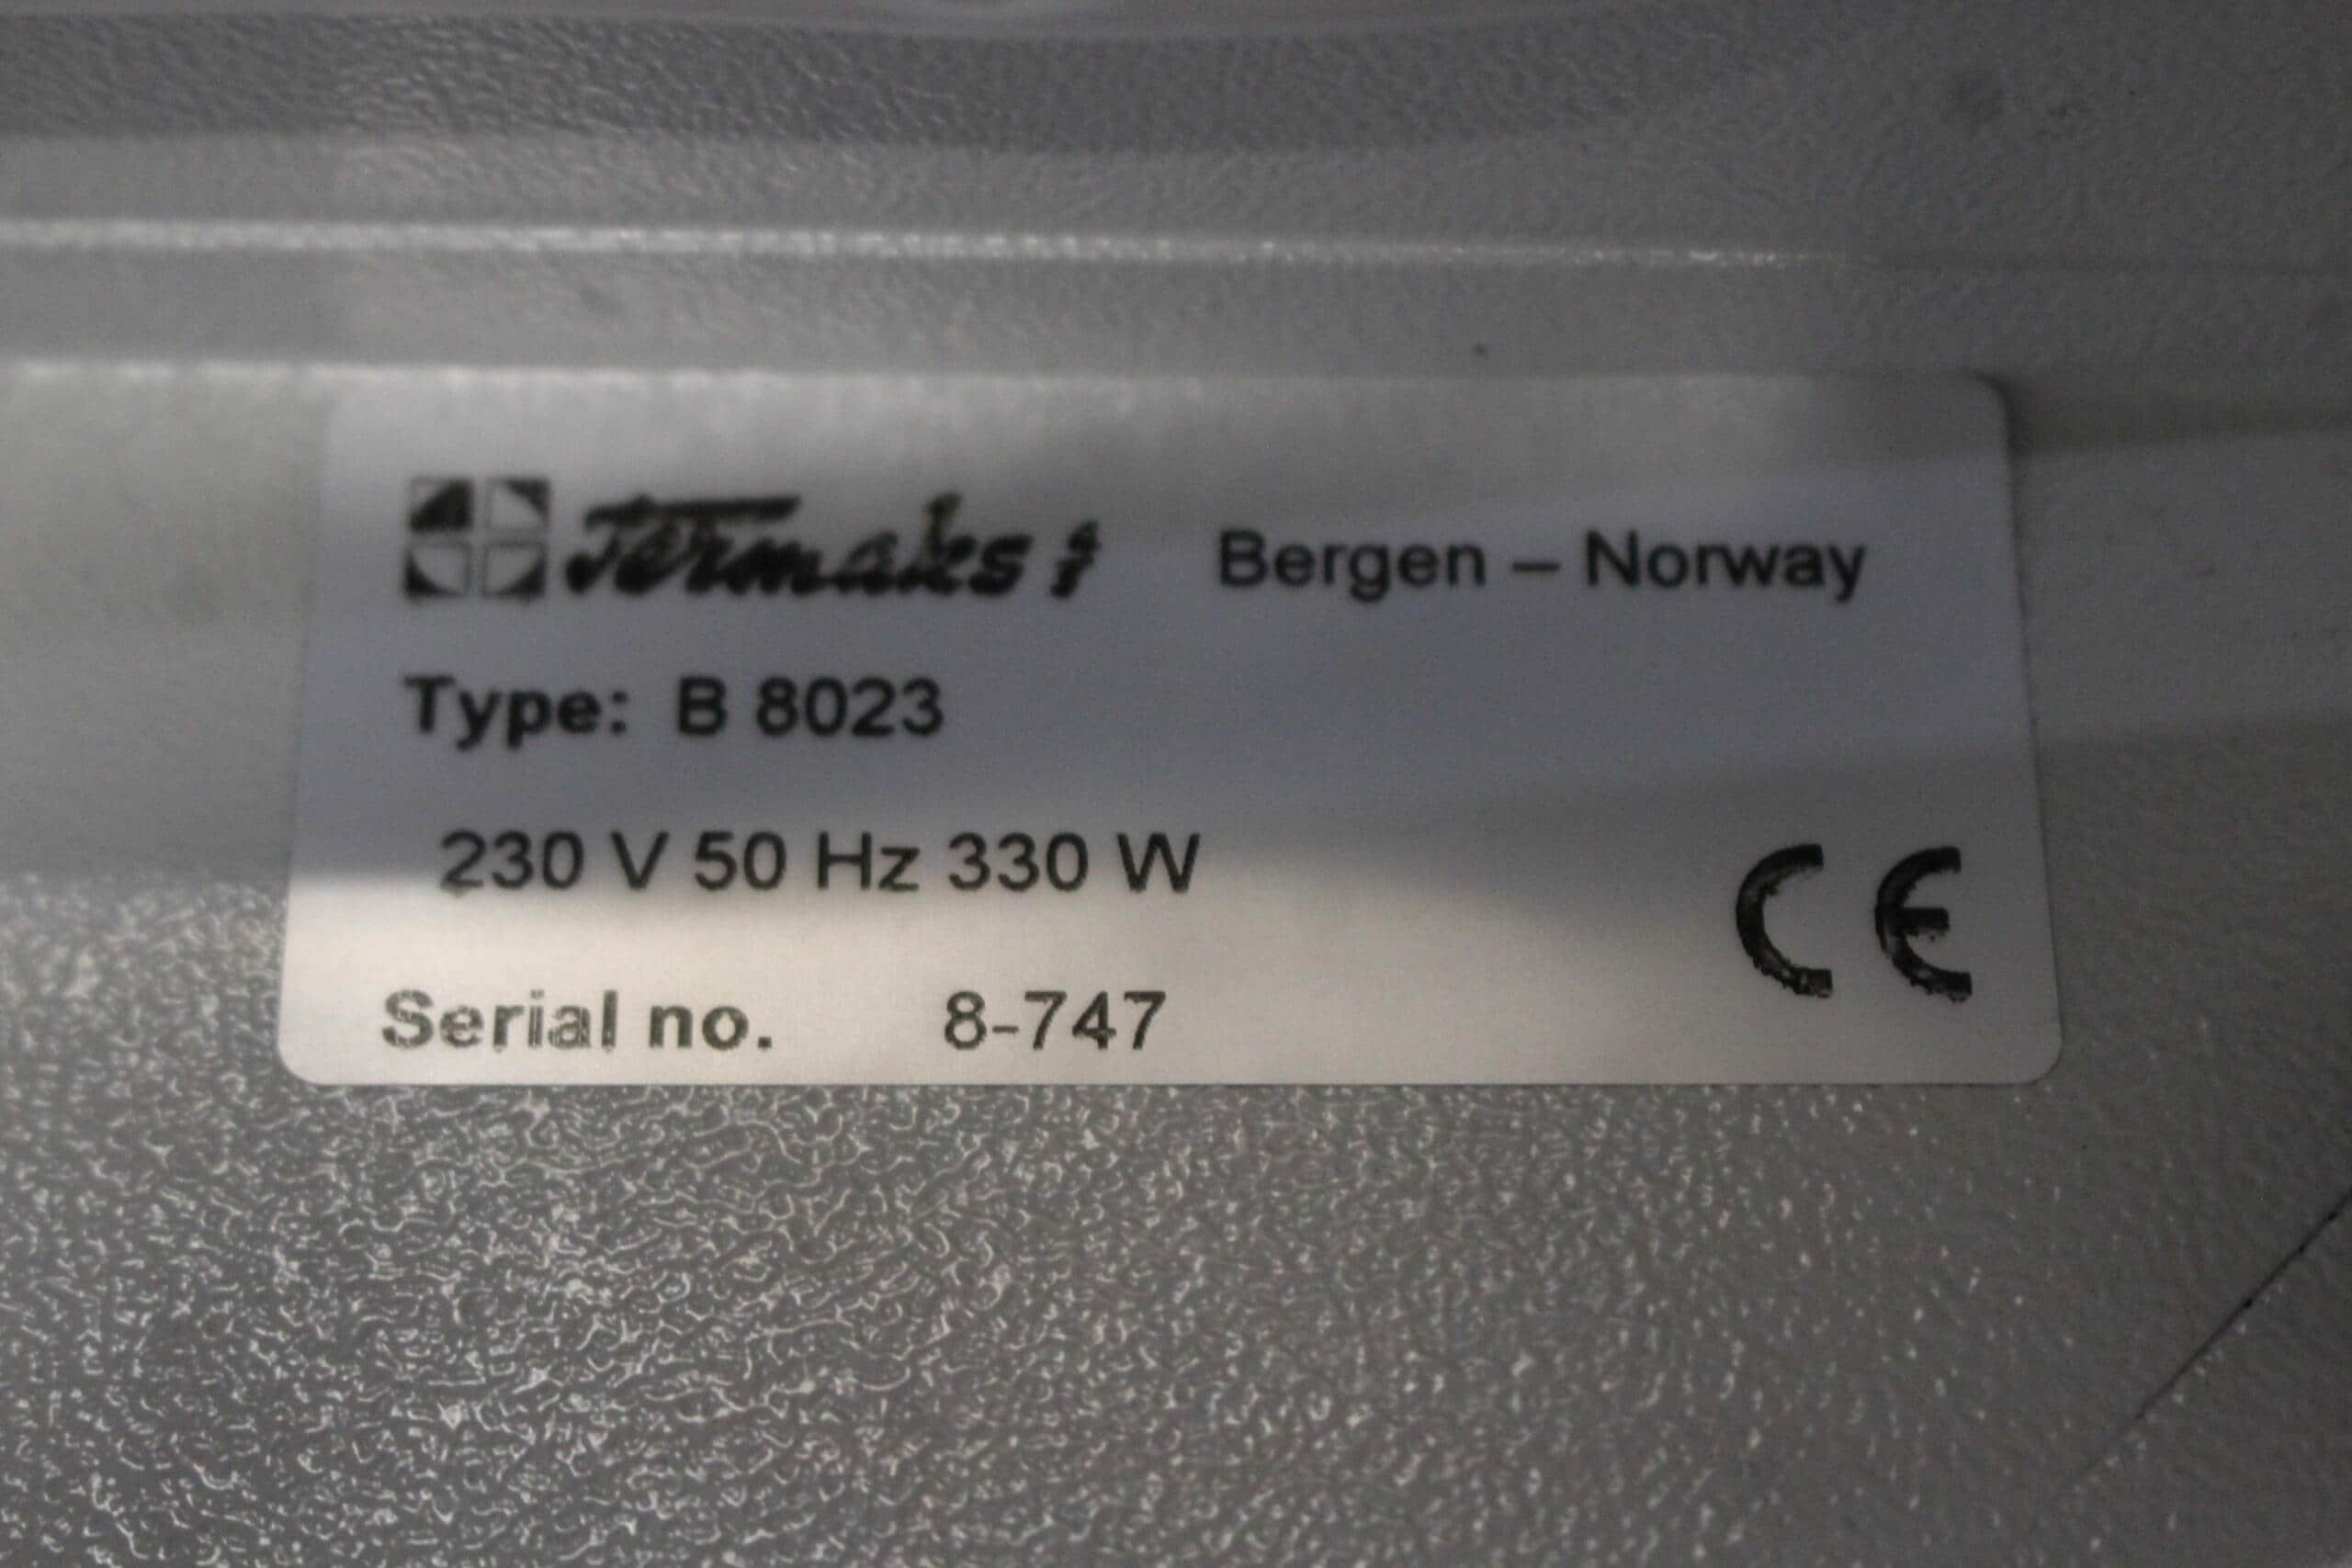 Termaks A/S Bergen – Norway
Type: B 8023
230 V 50 Hz 330 W CE
Serial no. 8-747